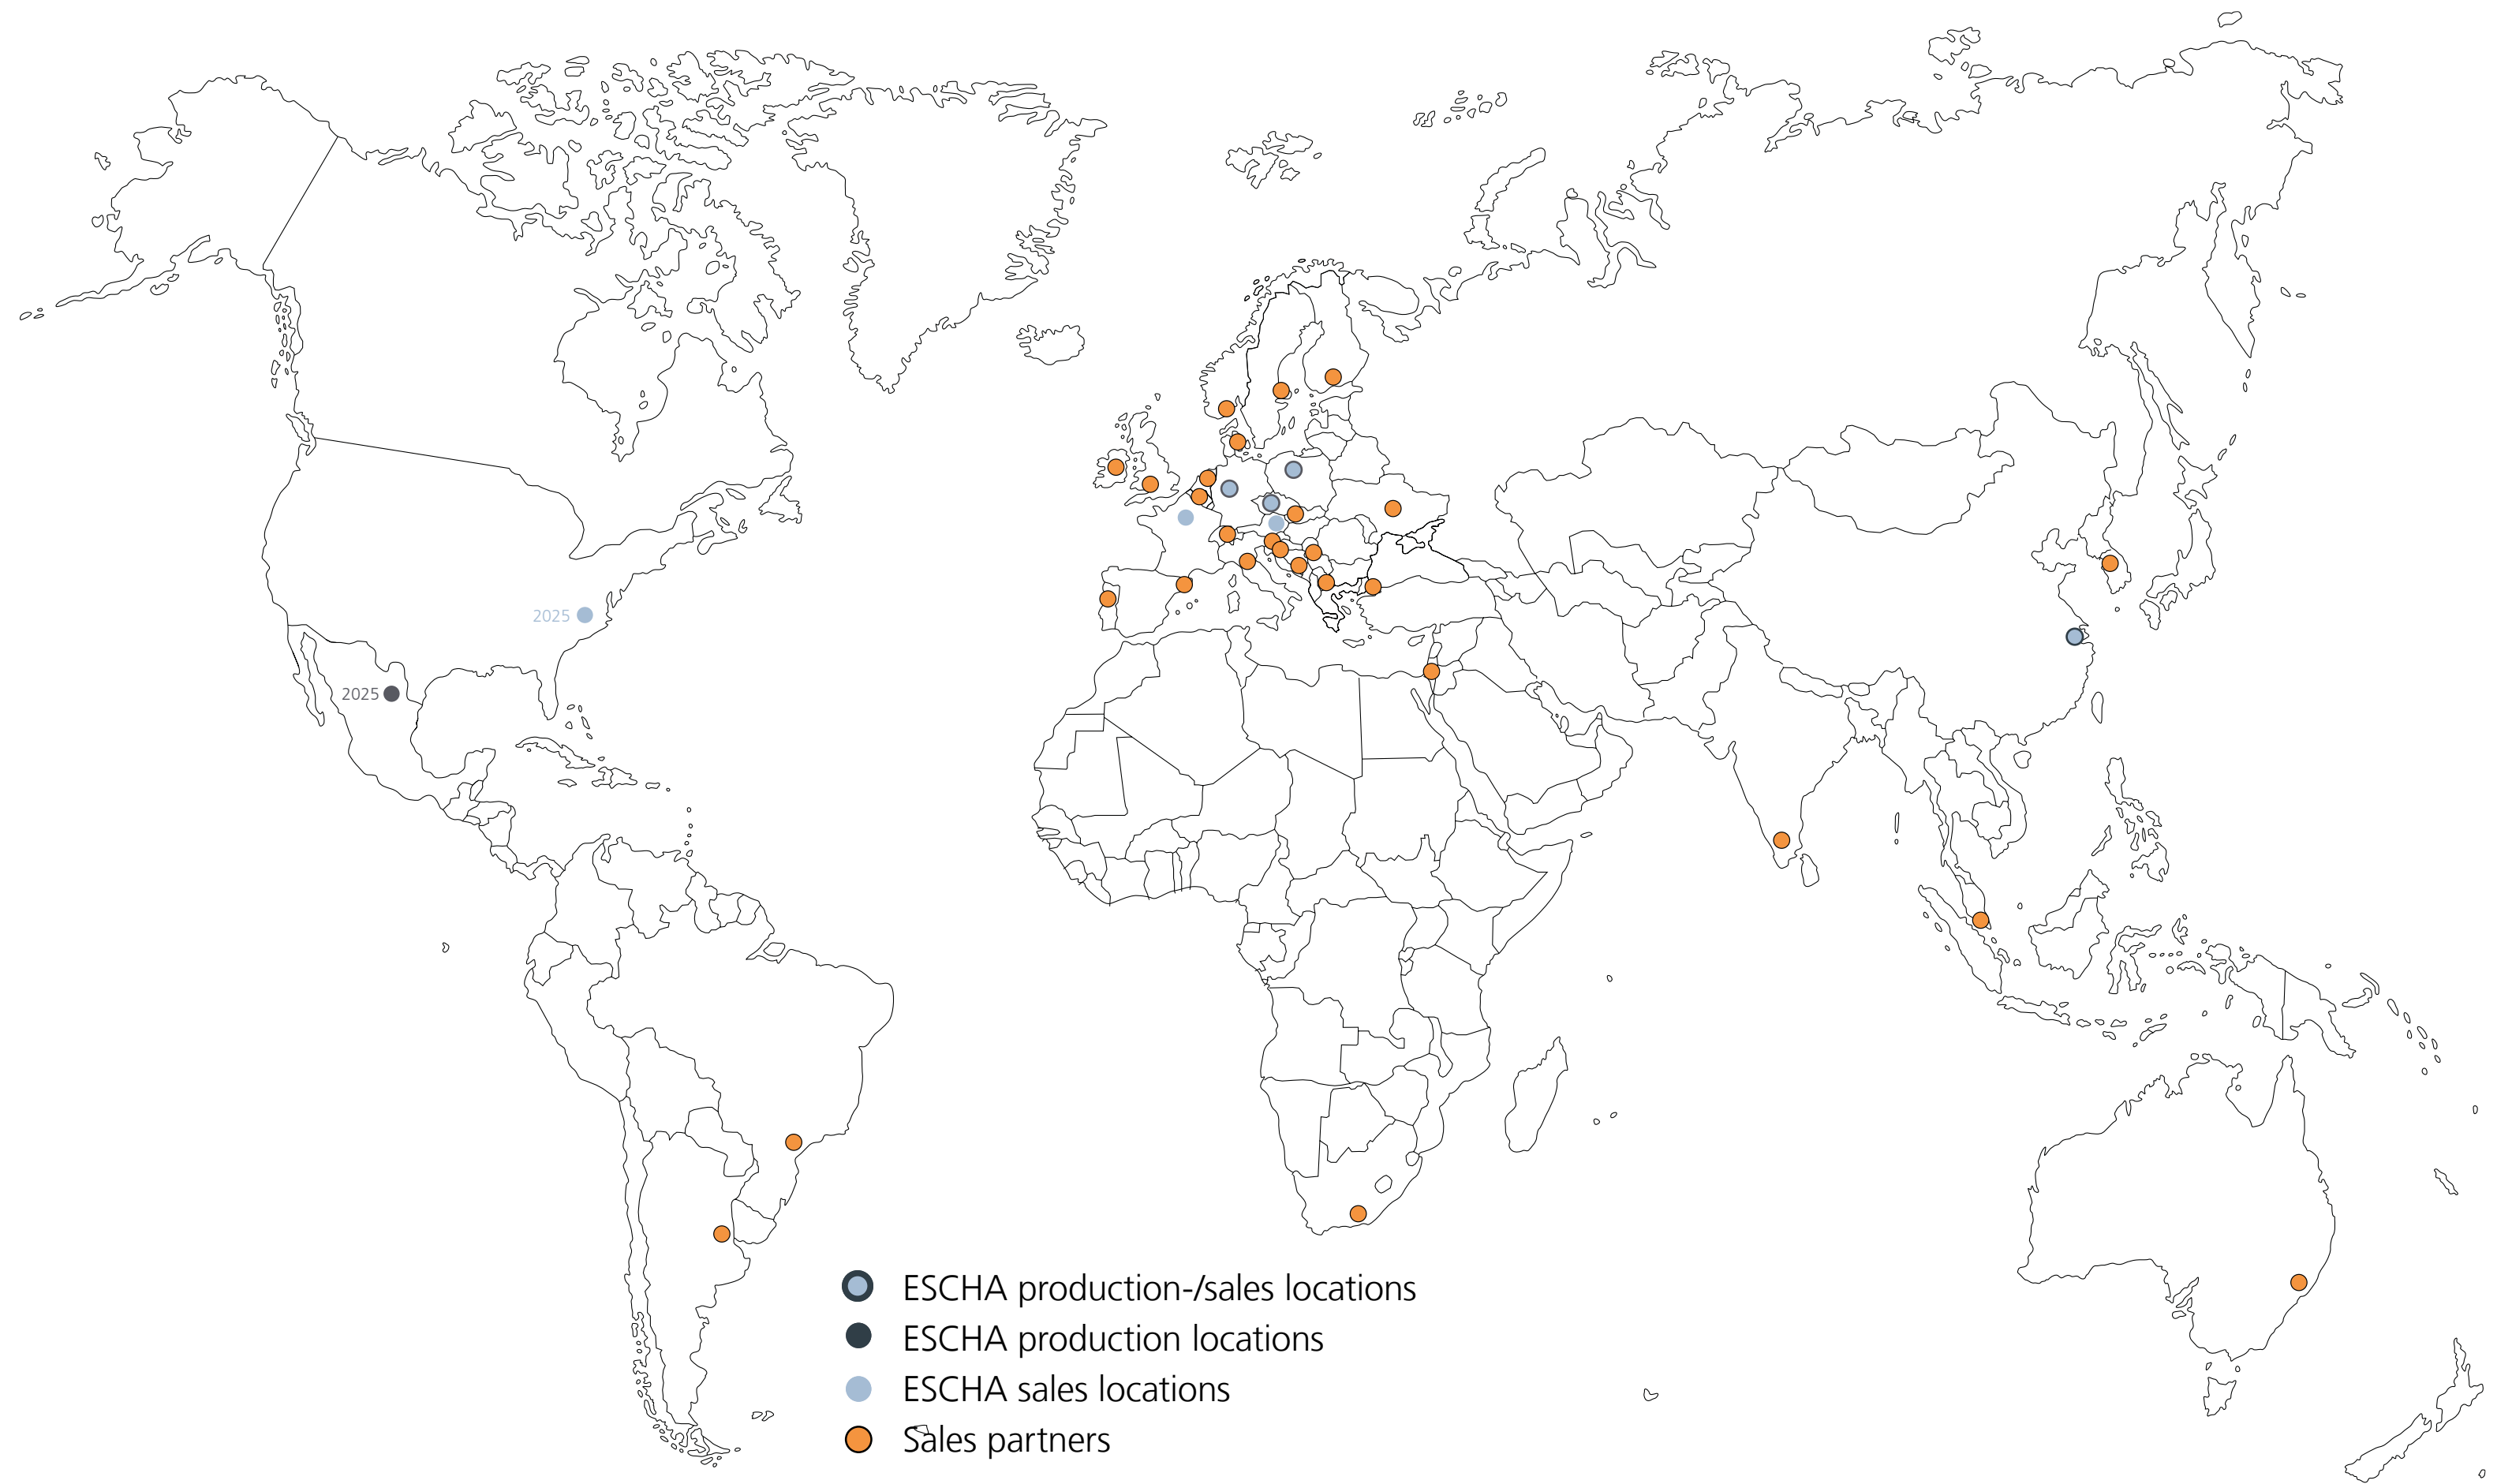 2025
2025
ESCHA production-/sales locations
ESCHA production locations
ESCHA sales locations
Sales partners